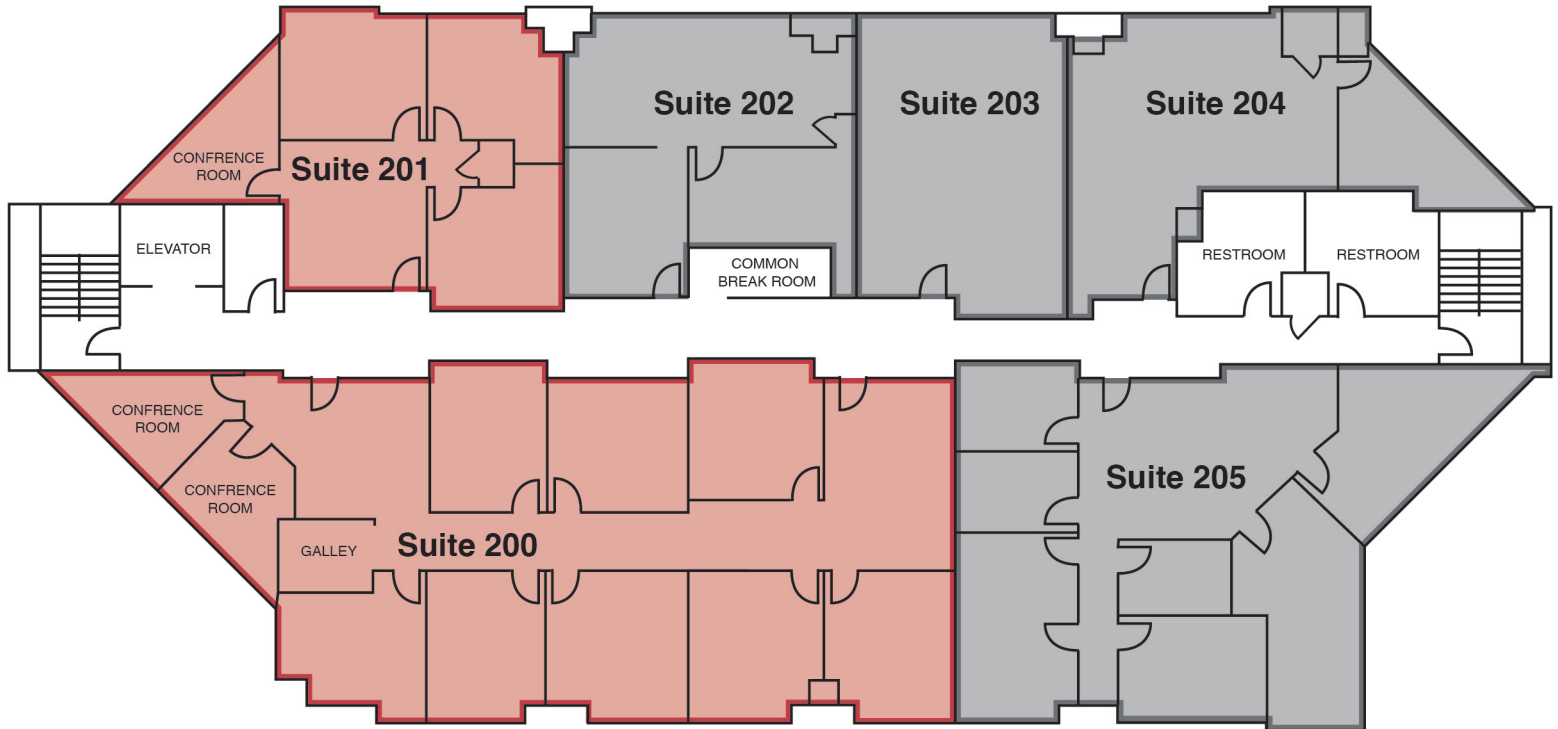 Suite 202
Suite 203
Suite 204
CONFRENCE
ROOM
Suite 201
ELEVATOR
COMMON
BREAK ROOM
RESTROOM
RESTROOM
CONFRENCE
ROOM
CONFRENCE
ROOM
GALLEY
Suite 200
Suite 205